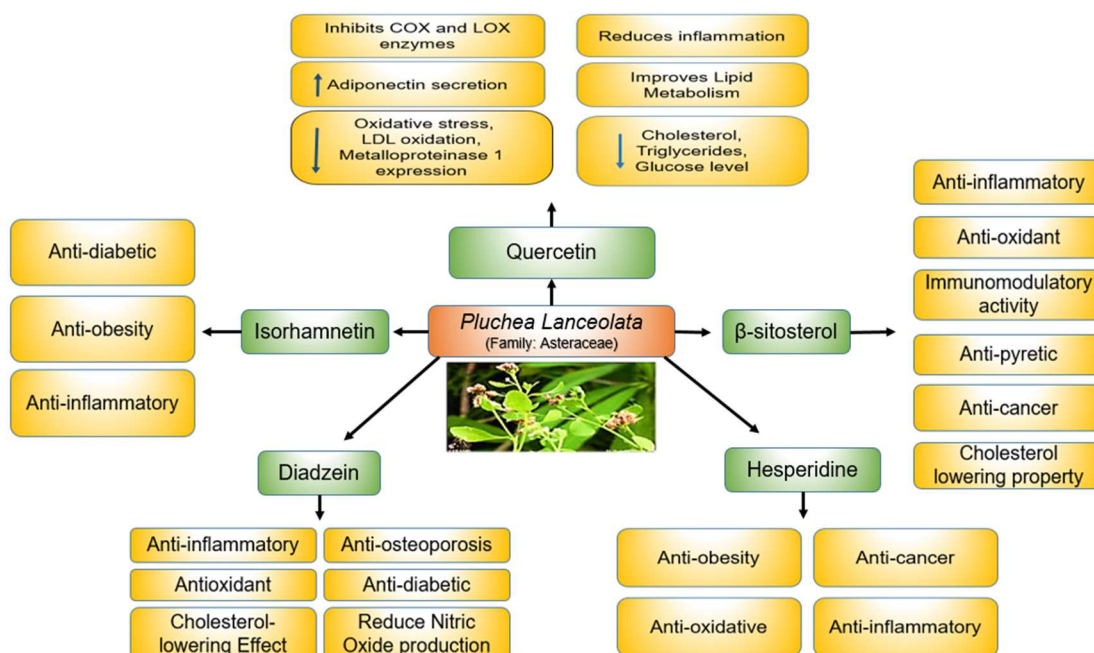 Inhibits COX and LOX
enzymes
Reduces inflammation
Adiponectin secretion
Improves Lipid
Metabolism
Oxidative stress,
LDL oxidation,
Metalloproteinase 1
expression
Cholesterol,
Triglycerides,
Glucose level
Quercetin
Anti-diabetic
Anti-obesity
Anti-inflammatory
Isorhamnetin
Pluchea Lanceolata
(Family: Asteraceae)
β-sitosterol
Anti-inflammatory
Anti-oxidant
Immunomodulatory
activity
Anti-pyretic
Anti-cancer
Cholesterol
lowering property
Diadzein
Anti-inflammatory
Anti-osteoporosis
Antioxidant
Anti-diabetic
Cholesterol-
lowering Effect
Reduce Nitric
Oxide production
Hesperidine
Anti-obesity
Anti-cancer
Anti-oxidative
Anti-inflammatory